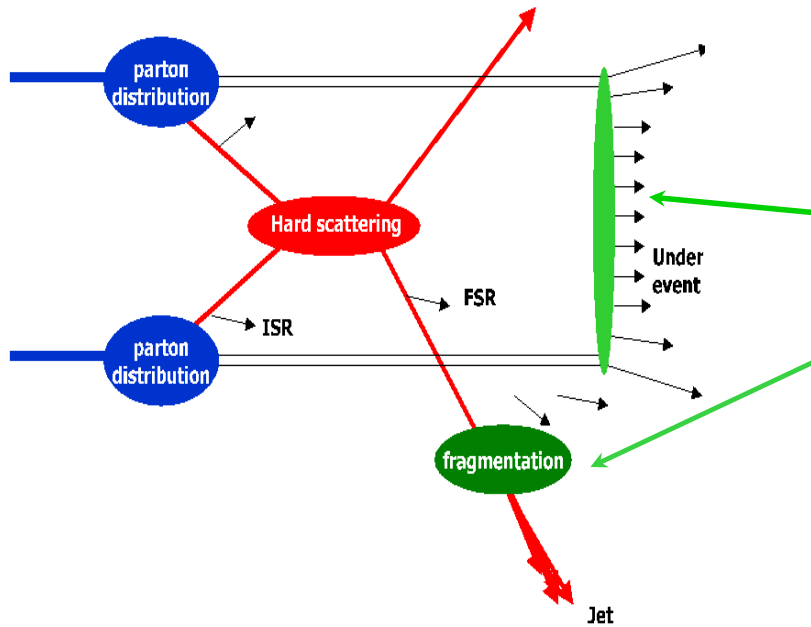 parton
distribution
Hard scattering
Under
event
FSR
ISR
parton
distribution
fragmentation
Jet